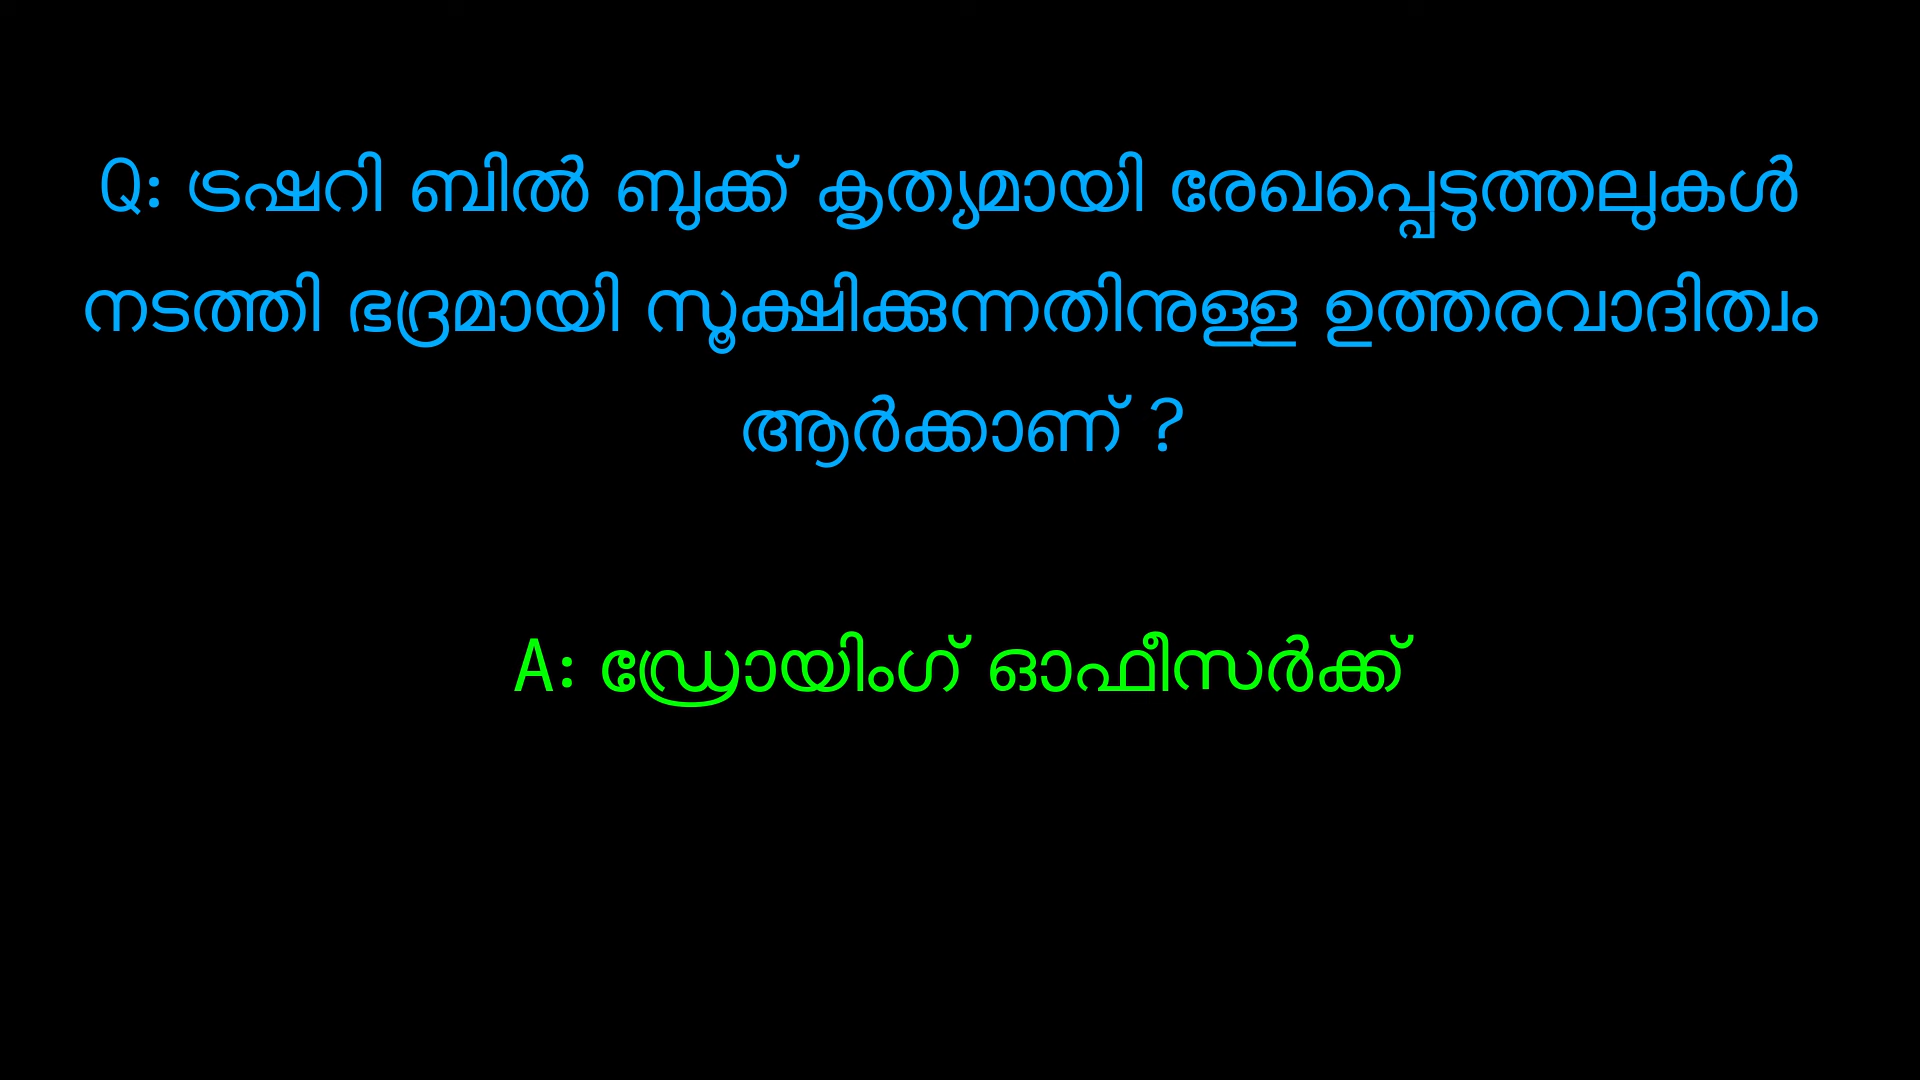 Q: ട്രഷറി ബിൽ ബുക്ക് കൃത്യമായി രേഖപ്പെടുത്തലുകൾ
നടത്തി ഭദ്രമായി സൂക്ഷിക്കുന്നതിനുള്ള ഉത്തരവാദിത്വം
ആർക്കാണ് ?
A: ഡ്രോയിംഗ് ഓഫീസർക്ക്